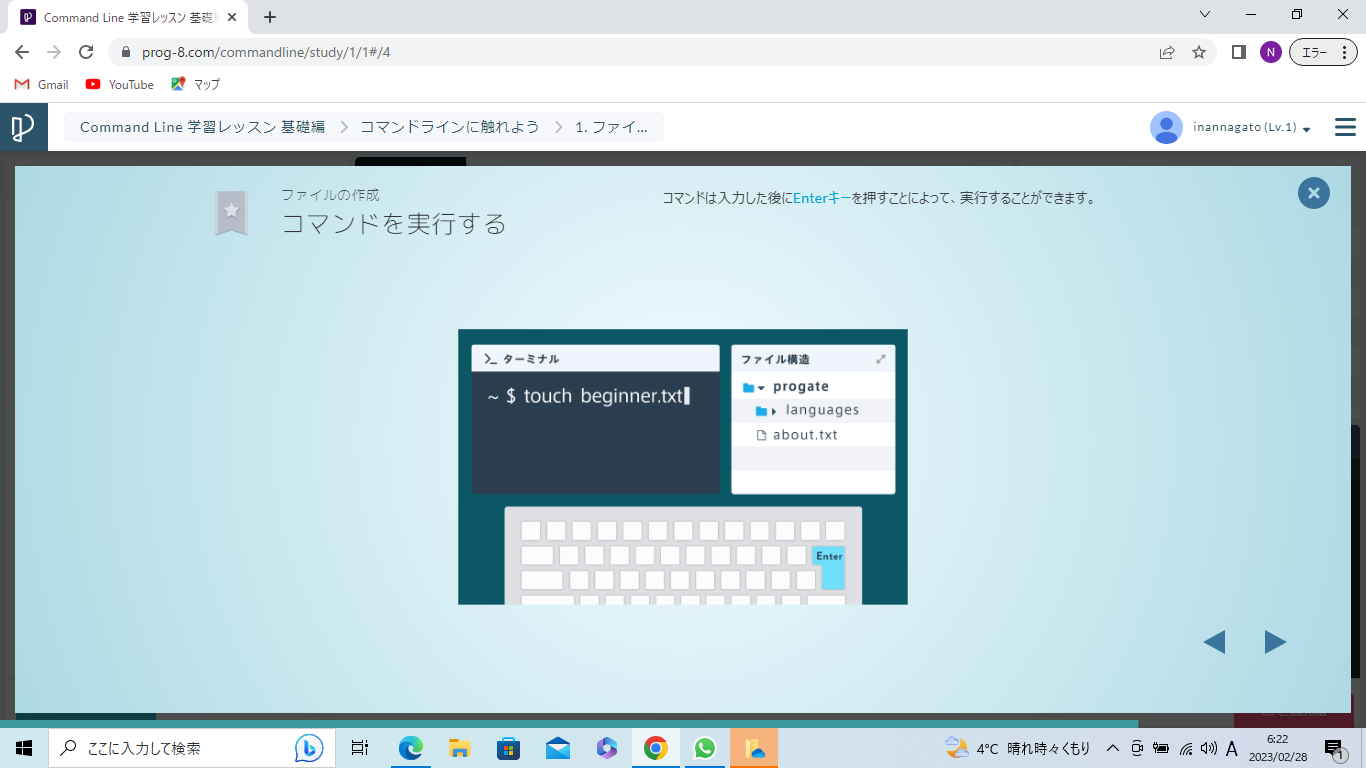 Command Line 学習レッスン 基礎
prog-8.com/commandline/study/1/1#/4
N
エラー
Gmail
YouTube
マップ
Command Line 学習レッスン 基礎編
コマンドラインに触れよう
1. ファイ...
inannagato (Lv.1)
ファイルの作成
コマンドを実行する
コマンドは入力した後にEnterキーを押すことによって、実行することができます。
ターミナル
~ $ touch beginner.txt
ファイル構造
progate
languages
about.txt
Enter
ここに入力して検索
4°C 晴れ時々くもり
A
6:22
2023/02/28
1